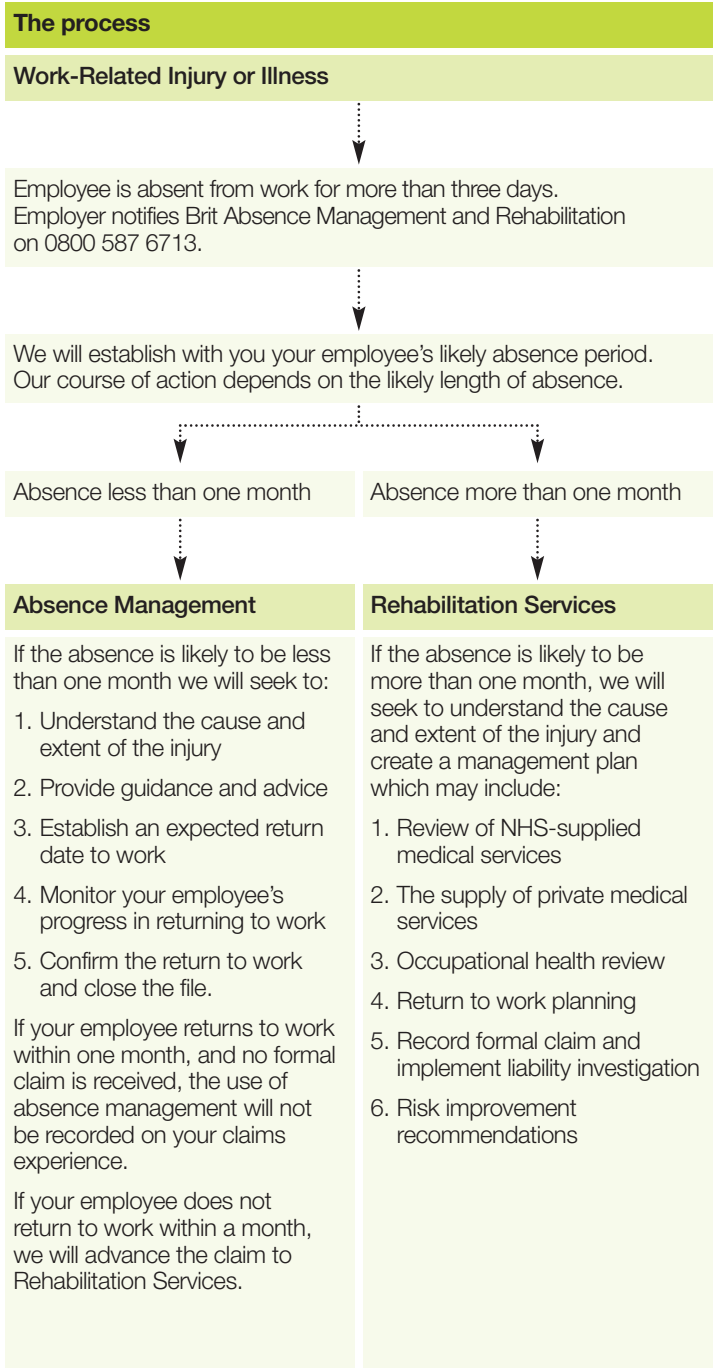 The process
Work-Related Injury or Illness
Employee is absent from work for more than three days.
Employer notifies Brit Absence Management and Rehabilitation
on 0800 587 6713.
We will establish with you your employee’s likely absence period.
Our course of action depends on the likely length of absence.
Absence less than one month
Absence more than one month
Absence Management
If the absence is likely to be less
than one month we will seek to:
1. Understand the cause and
extent of the injury
2. Provide guidance and advice
3. Establish an expected return
date to work
4. Monitor your employee’s
progress in returning to work
5. Confirm the return to work
and close the file.
If your employee returns to work
within one month, and no formal
claim is received, the use of
absence management will not
be recorded on your claims
experience.
If your employee does not
return to work within a month,
we will advance the claim to
Rehabilitation Services.
Rehabilitation Services
If the absence is likely to be
more than one month, we will
seek to understand the cause
and extent of the injury and
create a management plan
which may include:
1. Review of NHS-supplied
medical services
2. The supply of private medical
services
3. Occupational health review
4. Return to work planning
5. Record formal claim and
implement liability investigation
6. Risk improvement
recommendations